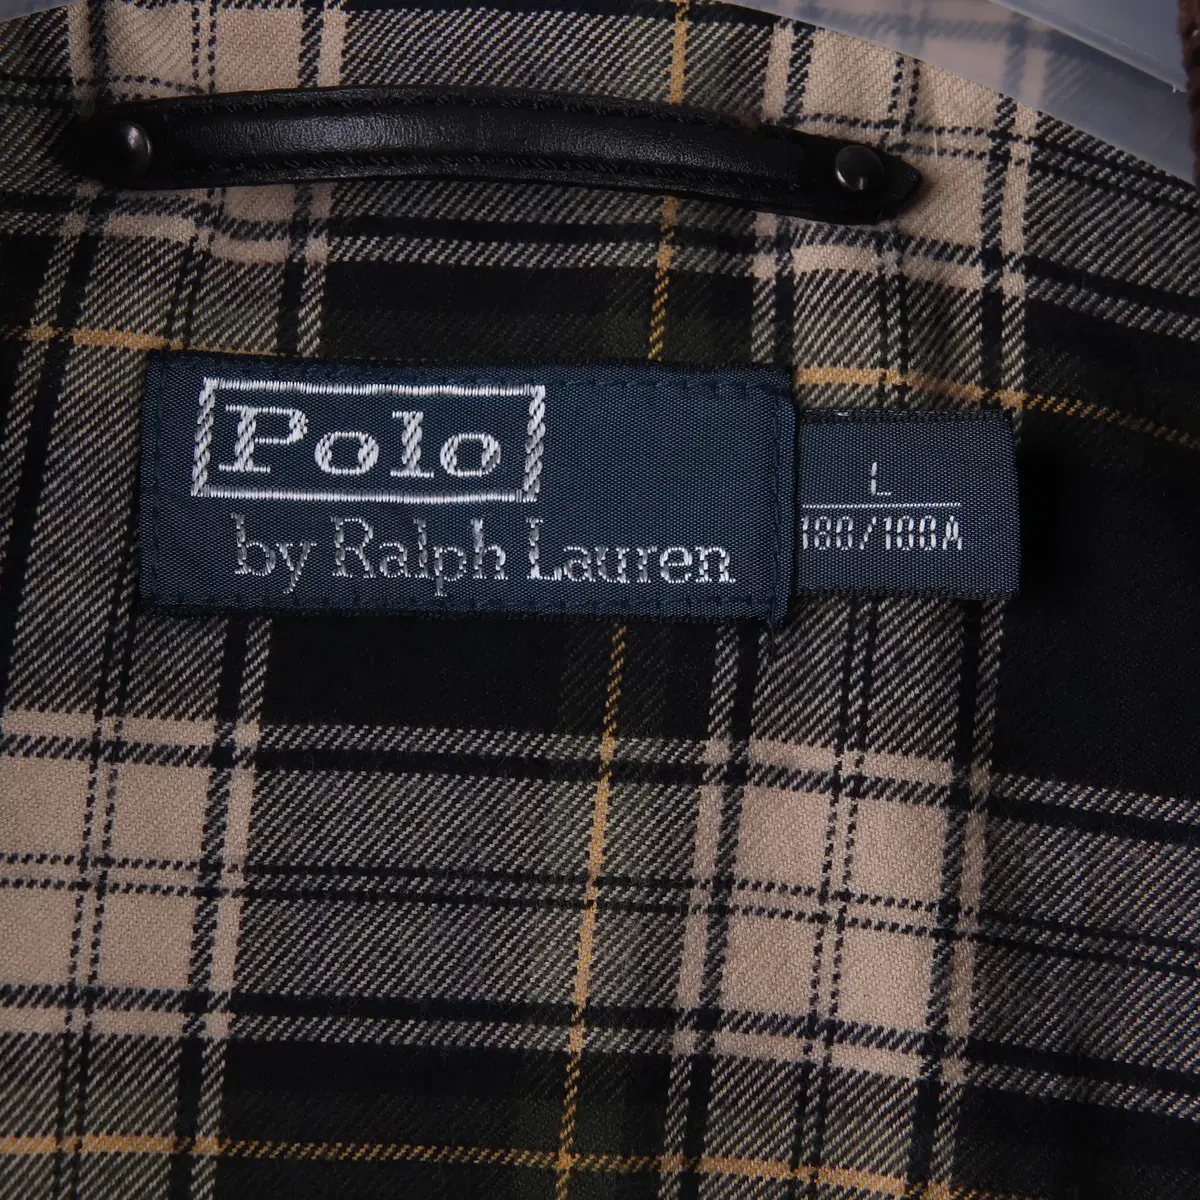 Polo
by Ralph Lauren
L
180/100A